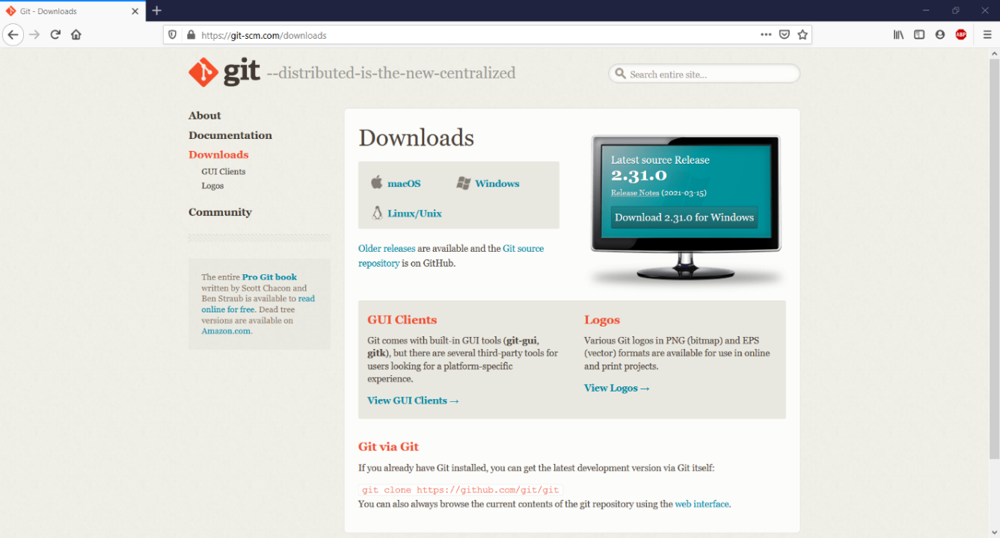 Git - Downloads
https://git-scm.com/downloads
ABP
git --distributed-is-the-new-centralized
Search entire site...
About
Documentation
Downloads
GUI Clients
Logos
Community
The entire Pro Git book
written by Scott Chacon and
Ben Straub is available to read
online for free. Dead tree
versions are available on
Amazon.com.
Downloads
macOS
Windows
Linux/Unix
Older releases are available and the Git source
repository is on GitHub.
Latest source Release
2.31.0
Release Notes (2021-03-15)
Download 2.31.0 for Windows
GUI Clients
Git comes with built-in GUI tools (git-gui,
gitk), but there are several third-party tools for
users looking for a platform-specific
experience.
View GUI Clients →
Logos
Various Git logos in PNG (bitmap) and EPS
(vector) formats are available for use in online
and print projects.
View Logos →
Git via Git
If you already have Git installed, you can get the latest development version via Git itself:
git clone https://github.com/git/git
You can also always browse the current contents of the git repository using the web interface.